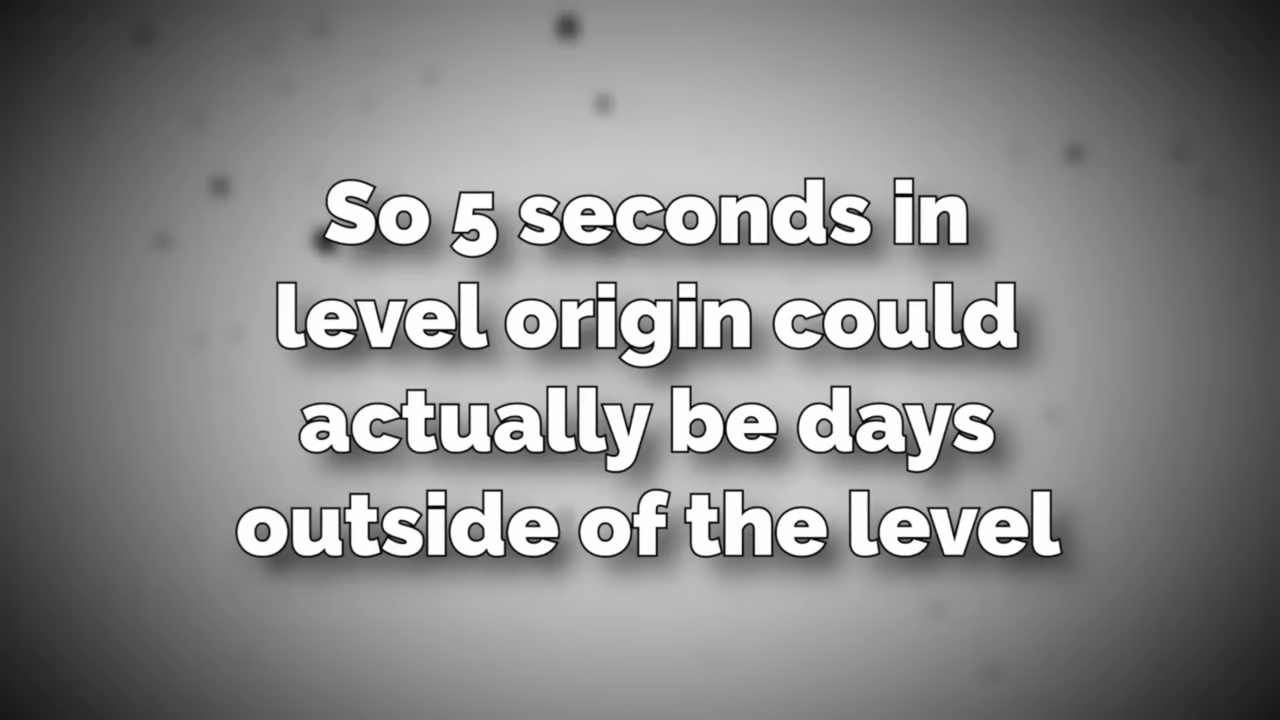 So 5 seconds in
level origin could
actually be days
outside of the level